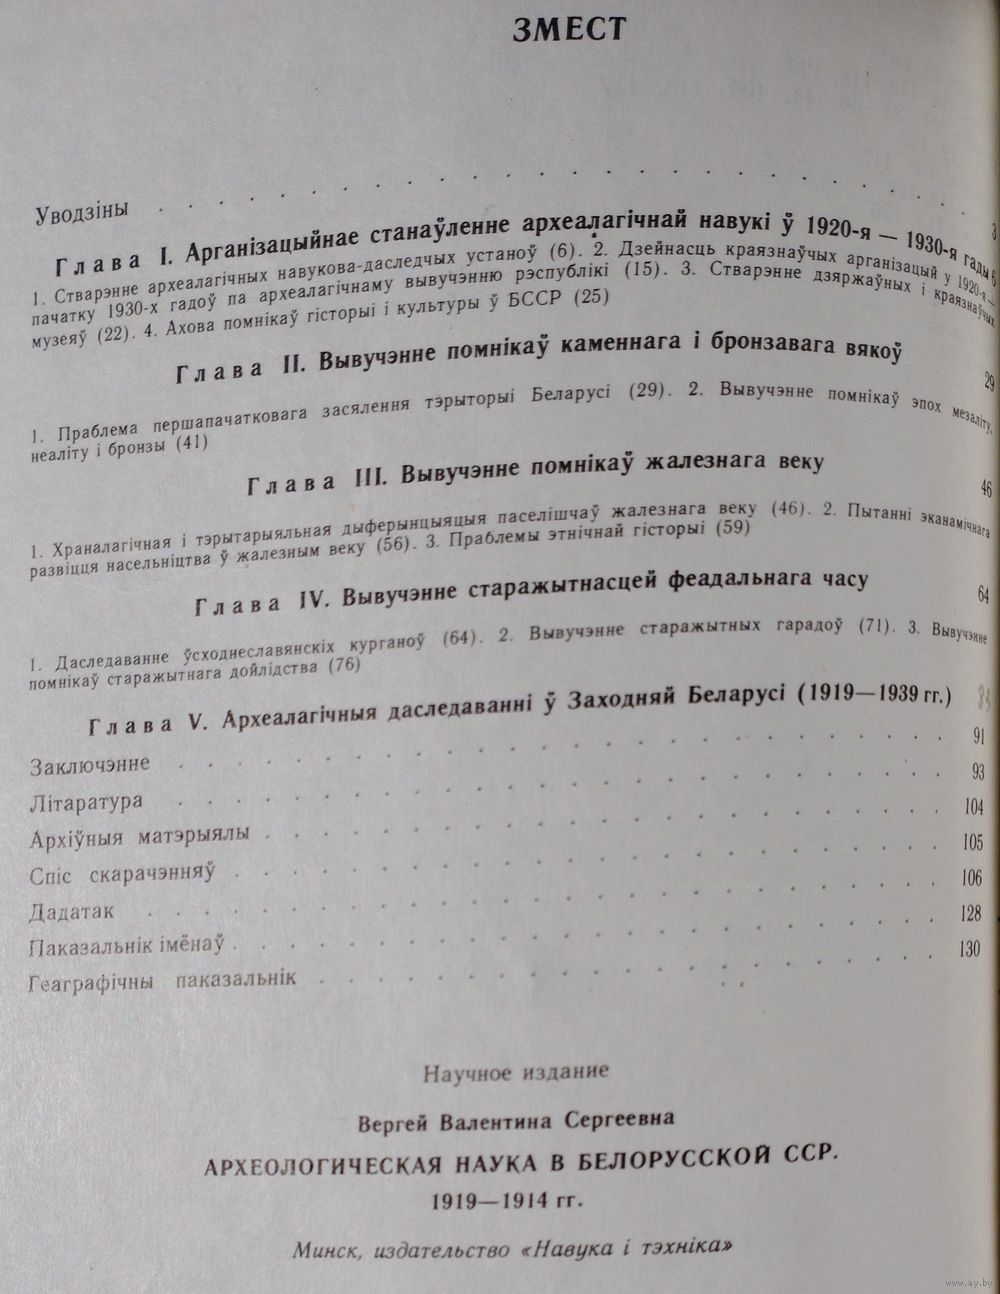 ЗМЕСТ
Уводзіны . . . . . . . . . . . . . . . . . . . 3
Глава I. Арганізацыйнае станаўленне археалагічнай навукі ў 1920-я — 1930-я гады 6
1. Стварэнне археалагічных навукова-даследчых устаноў (6). 2. Дзейнасць краязнаўчых арганізацый у 1920-я —
пачатку 1930-х гадоў па археалагічнаму вывучэнню рэспублікі (15). 3. Стварэнне дзяржаўных і краязнаўчых
музеяў (22). 4. Ахова помнікаў гісторыі і культуры ў БССР (25)
Глава II. Вывучэнне помнікаў каменнага і бронзавага вякоў 29
1. Праблема першапачатковага засялення тэрыторыі Беларусі (29). 2. Вывучэнне помнікаў эпох мезаліту,
неаліту і бронзы (41)
Глава III. Вывучэнне помнікаў жалезнага веку 46
1. Храналагічная і тэрытарыяльная дыферынцыяцыя паселішчаў жалезнага веку (46). 2. Пытанні эканамічнага
развіцця насельніцтва ў жалезным веку (56). 3. Праблемы этнічнай гісторыі (59)
Глава IV. Вывучэнне старажытнасцей феадальнага часу 64
1. Даследаванне ўсходнеславянскіх курганоў (64). 2. Вывучэнне старажытных гарадоў (71). 3. Вывучэнне
помнікаў старажытнага дойлідства (76)
Глава V. Археалагічныя даследаванні ў Заходняй Беларусі (1919—1939 гг.) 83
Заключэнне . . . . . . . . . . . . . . . . 91
Літаратура . . . . . . . . . . . . . . . . 93
Архіўныя матэрыялы . . . . . . . . . . . . . 104
Спіс скарачэнняў . . . . . . . . . . . . . . 105
Дадатак . . . . . . . . . . . . . . . . . 106
Паказальнік імёнаў . . . . . . . . . . . . . 128
Геаграфічны паказальнік . . . . . . . . . . . 130
Научное издание
Вергей Валентина Сергеевна
АРХЕОЛОГИЧЕСКАЯ НАУКА В БЕЛОРУССКОЙ ССР.
1919—1914 гг.
Минск, издательство «Навука і тэхніка»
www.ay.by